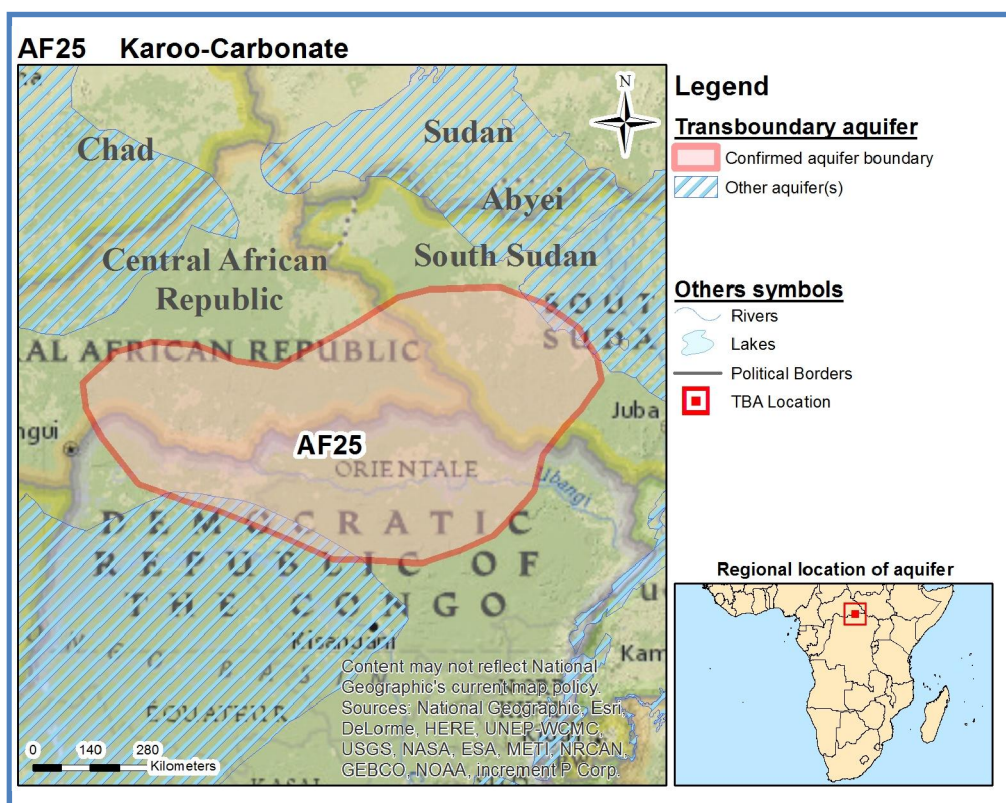 AF25 Karoo-Carbonate
N
Chad
Sudan
Abyei
Central African
Republic
South Sudan
SOUT
SUDA
AL AFRICAN REPUBLIC
Juba
ngui
AF25
ORIENTALE
Ubangi
DEMOCRATIC
REPUBLIC OF
THE CONGO
Kisangani
Kam
EQUATEUR
KASAI
Content may not reflect National
Geographic's current map policy.
Sources: National Geographic, Esri,
DeLorme, HERE, UNEP-WCMC,
USGS, NASA, ESA, METI, NRCAN,
GEBCO, NOAA, increment P Corp.
0 140 280
Kilometers
Legend
Transboundary aquifer
Confirmed aquifer boundary
Other aquifer(s)
Others symbols
Rivers
Lakes
Political Borders
TBA Location
Regional location of aquifer